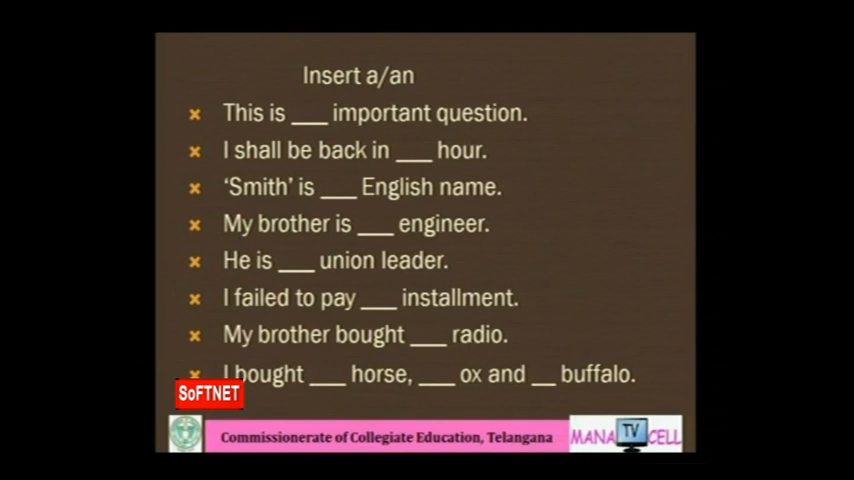 Insert a/an
× This is ___ important question.
× I shall be back in ___ hour.
× ‘Smith’ is ___ English name.
× My brother is ___ engineer.
× He is ___ union leader.
× I failed to pay ___ installment.
× My brother bought ___ radio.
× I bought ___ horse, ___ ox and __ buffalo.
SoFTNET
Commissionerate of Collegiate Education, Telangana
MANA TV CELL